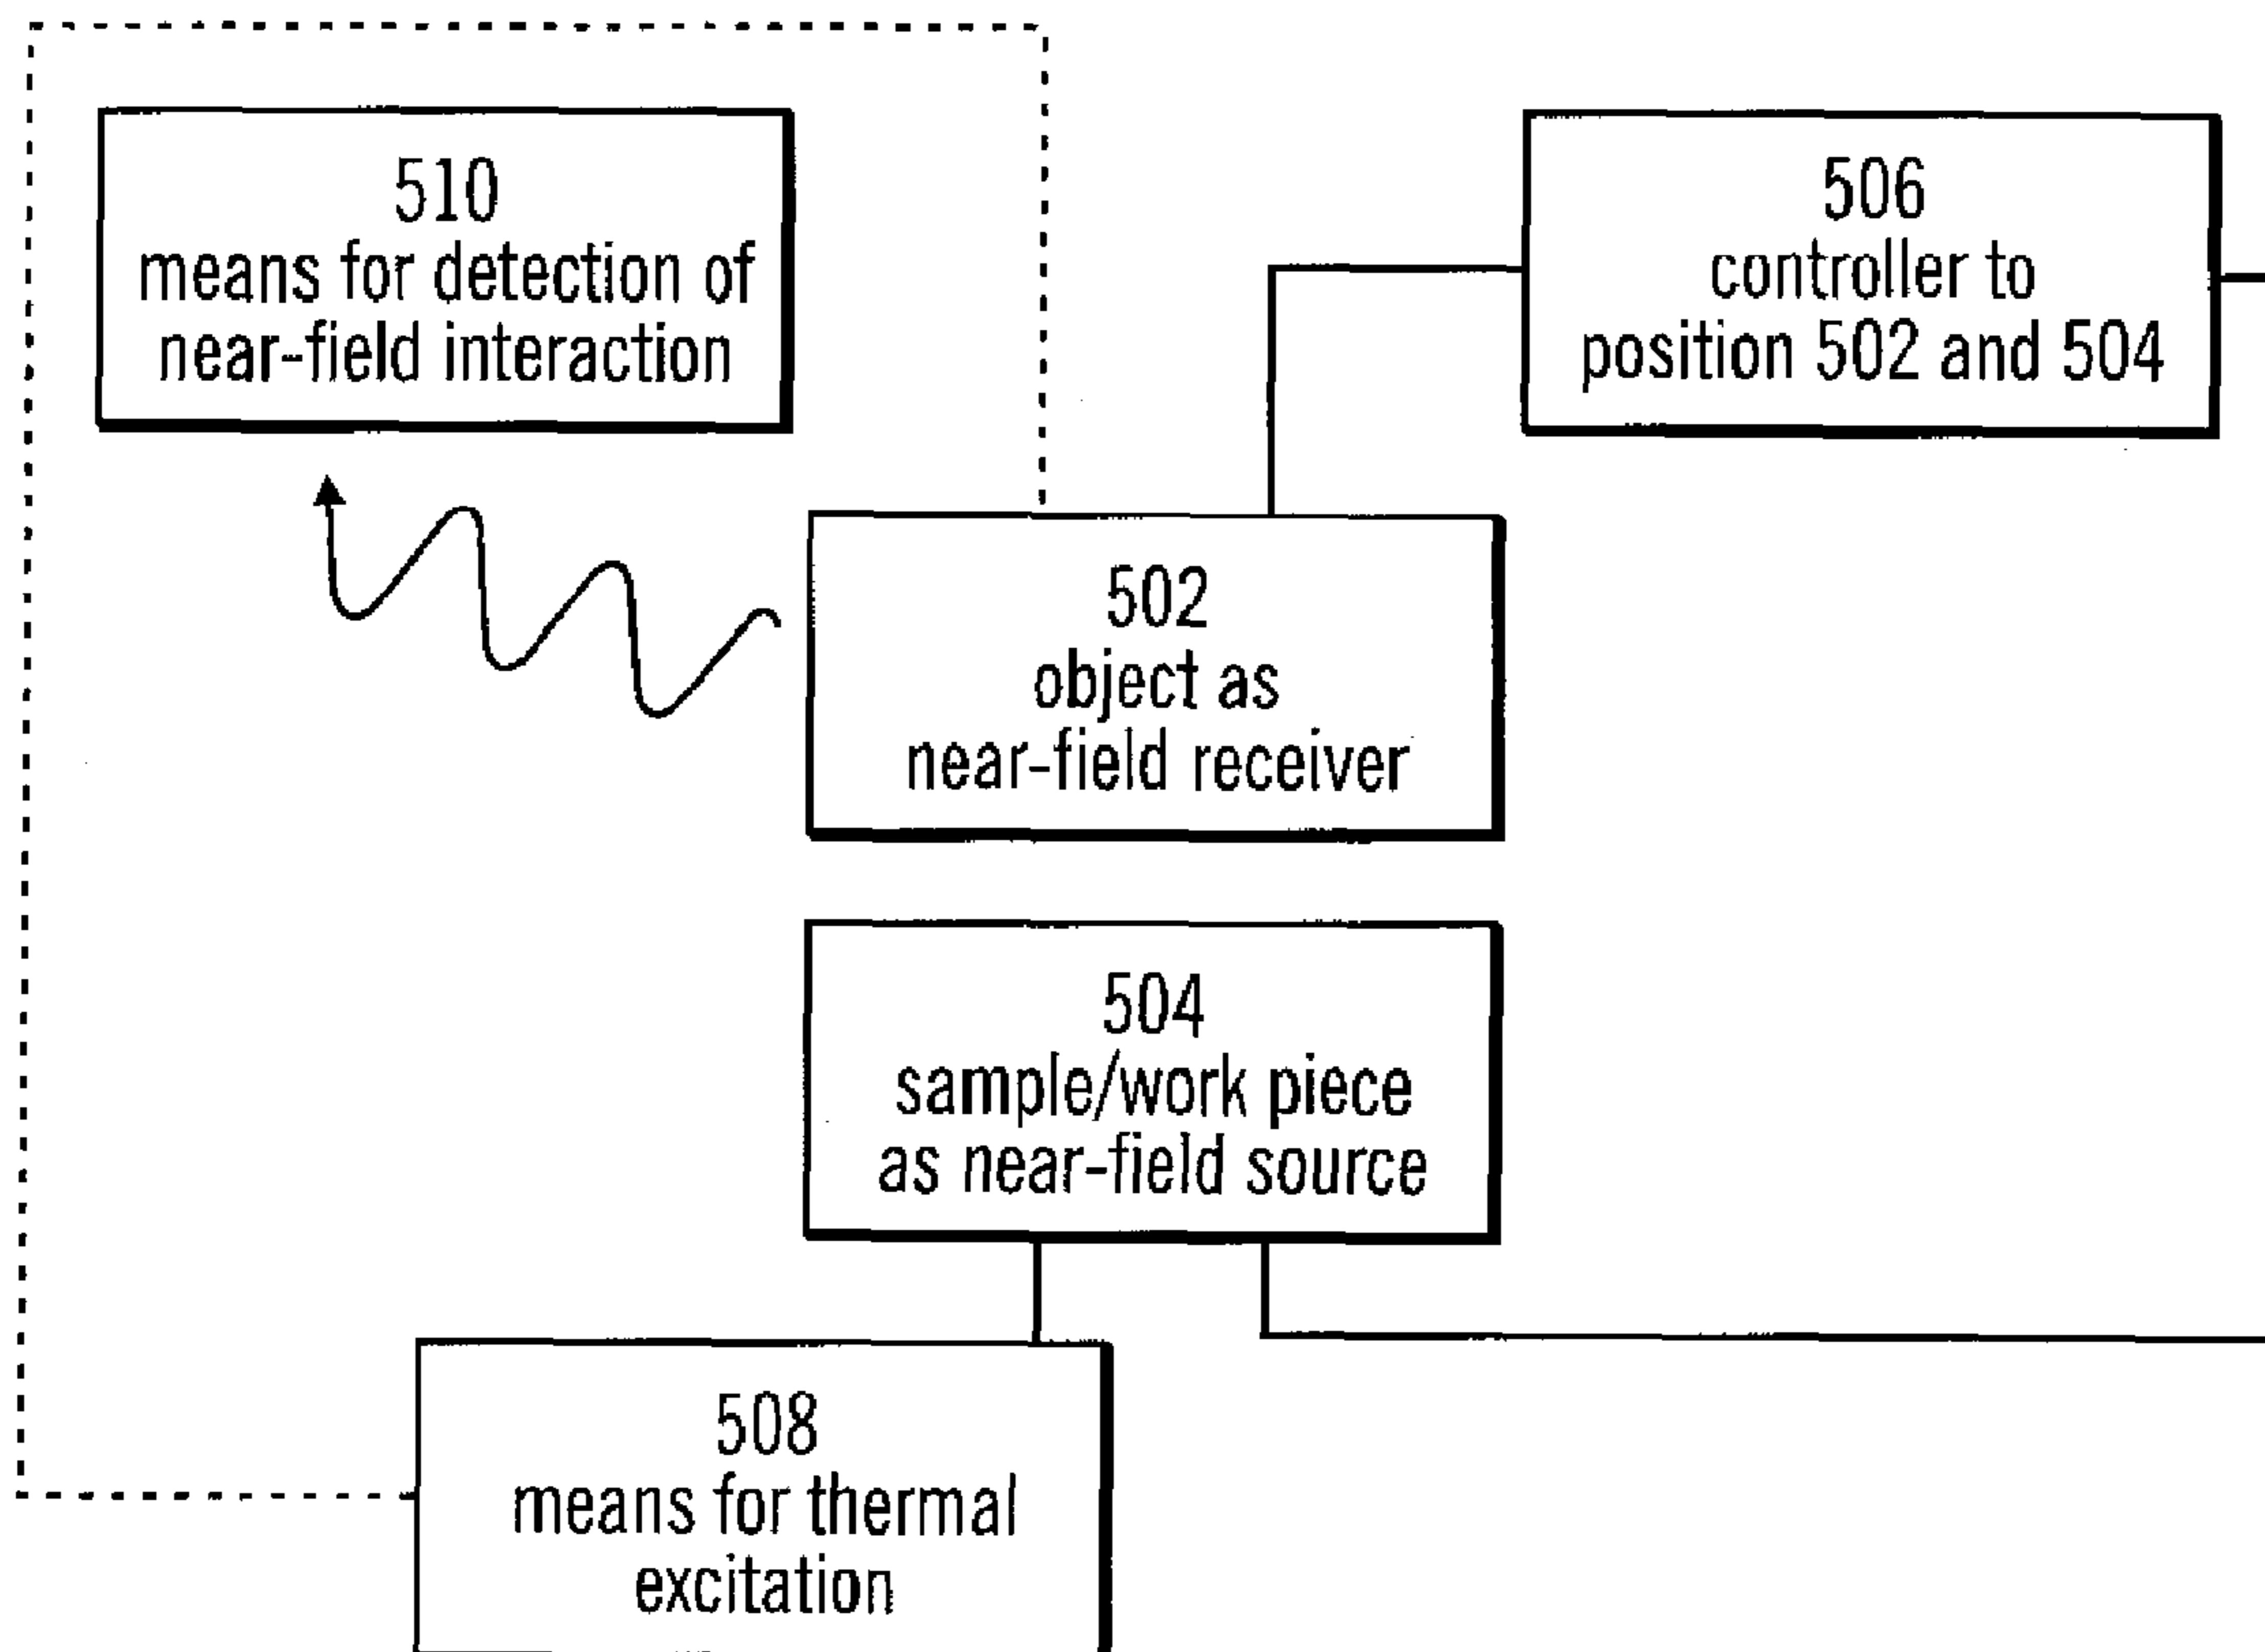 510
means for detection of
near-field interaction
506
controller to
position 502 and 504
502
object as
near-field receiver
504
sample/work piece
as near-field source
508
means for thermal
excitation